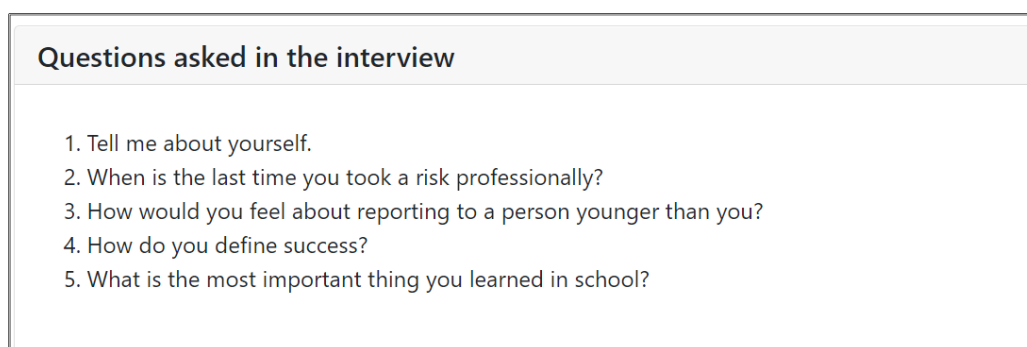 Questions asked in the interview
1. Tell me about yourself.
2. When is the last time you took a risk professionally?
3. How would you feel about reporting to a person younger than you?
4. How do you define success?
5. What is the most important thing you learned in school?